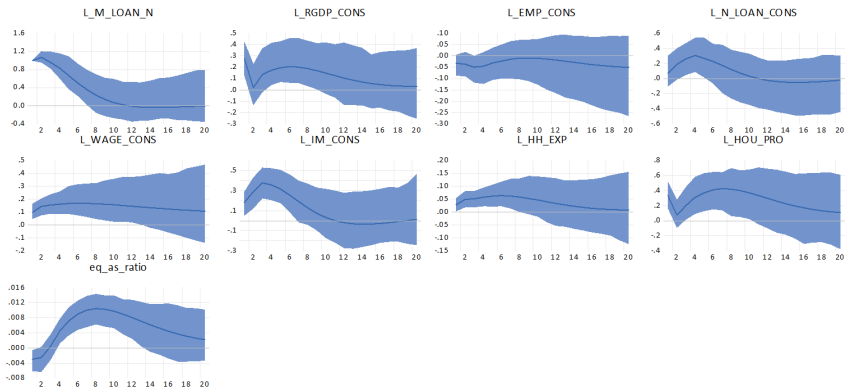 L_M_LOAN_N L_RGDP_CONS L_EMP_CONS L_N_LOAN_CONS
1.6 .5 .10 .6
1.2 .4 .05 .4
0.8 .3 .00 .2
0.4 .2 -.05 .0
0.0 .1 -.10 -.2
-0.4 .0 -.15 -.4
-.1 -.20 -.6
-.2 -.25
-.3 -.30
2 4 6 8 10 12 14 16 18 20 2 4 6 8 10 12 14 16 18 20 2 4 6 8 10 12 14 16 18 20 2 4 6 8 10 12 14 16 18 20
L_WAGE_CONS L_IM_CONS L_HH_EXP L_HOU_PRO
.5 .6 .20 .8
.4 .5 .15 .6
.3 .4 .10 .4
.2 .3 .05 .2
.1 .2 .00 .0
.0 .1 -.05 -.2
-.1 .0 -.10 -.4
-.2 -.1 -.15
-.2
-.3
2 4 6 8 10 12 14 16 18 20 2 4 6 8 10 12 14 16 18 20 2 4 6 8 10 12 14 16 18 20
eq_as_ratio
.016
.012
.008
.004
.000
-.004
-.008
2 4 6 8 10 12 14 16 18 20